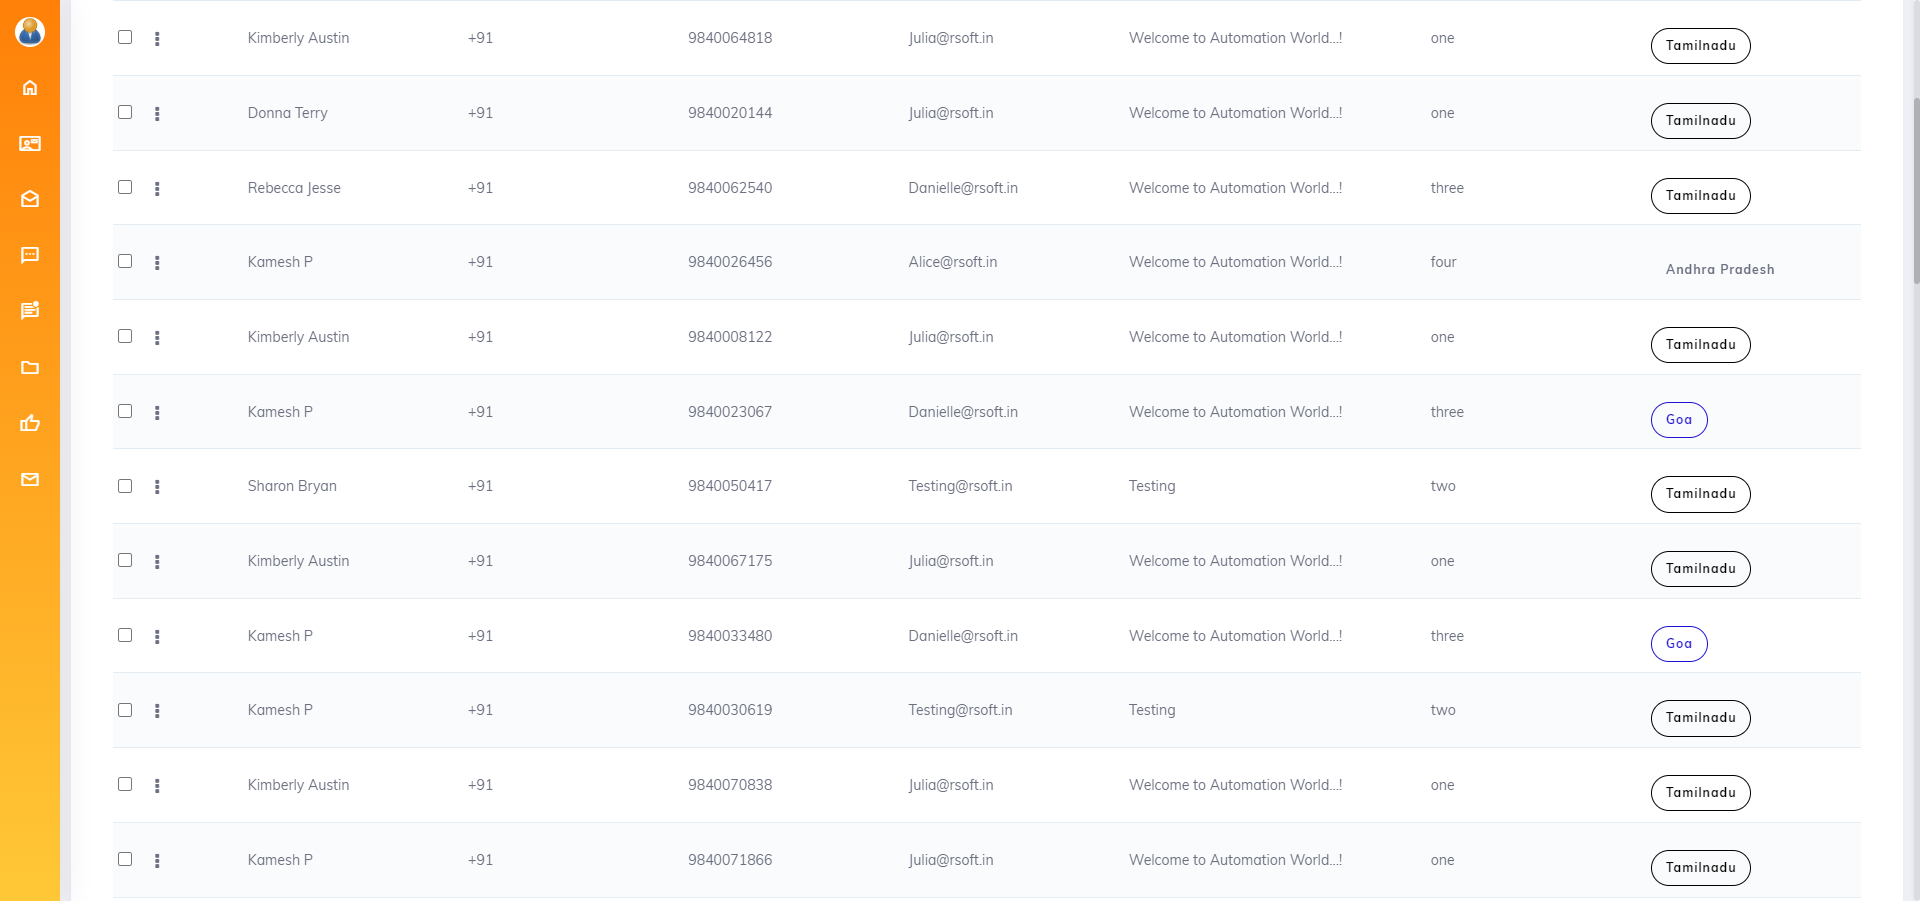 Kimberly Austin +91 9840064818 Julia@rsoft.in Welcome to Automation World...! one Tamilnadu
Donna Terry +91 9840020144 Julia@rsoft.in Welcome to Automation World...! one Tamilnadu
Rebecca Jesse +91 9840062540 Danielle@rsoft.in Welcome to Automation World...! three Tamilnadu
Kamesh P +91 9840026456 Alice@rsoft.in Welcome to Automation World...! four Andhra Pradesh
Kimberly Austin +91 9840008122 Julia@rsoft.in Welcome to Automation World...! one Tamilnadu
Kamesh P +91 9840023067 Danielle@rsoft.in Welcome to Automation World...! three Goa
Sharon Bryan +91 9840050417 Testing@rsoft.in Testing two Tamilnadu
Kimberly Austin +91 9840067175 Julia@rsoft.in Welcome to Automation World...! one Tamilnadu
Kamesh P +91 9840033480 Danielle@rsoft.in Welcome to Automation World...! three Goa
Kamesh P +91 9840030619 Testing@rsoft.in Testing two Tamilnadu
Kimberly Austin +91 9840070838 Julia@rsoft.in Welcome to Automation World...! one Tamilnadu
Kamesh P +91 9840071866 Julia@rsoft.in Welcome to Automation World...! one Tamilnadu